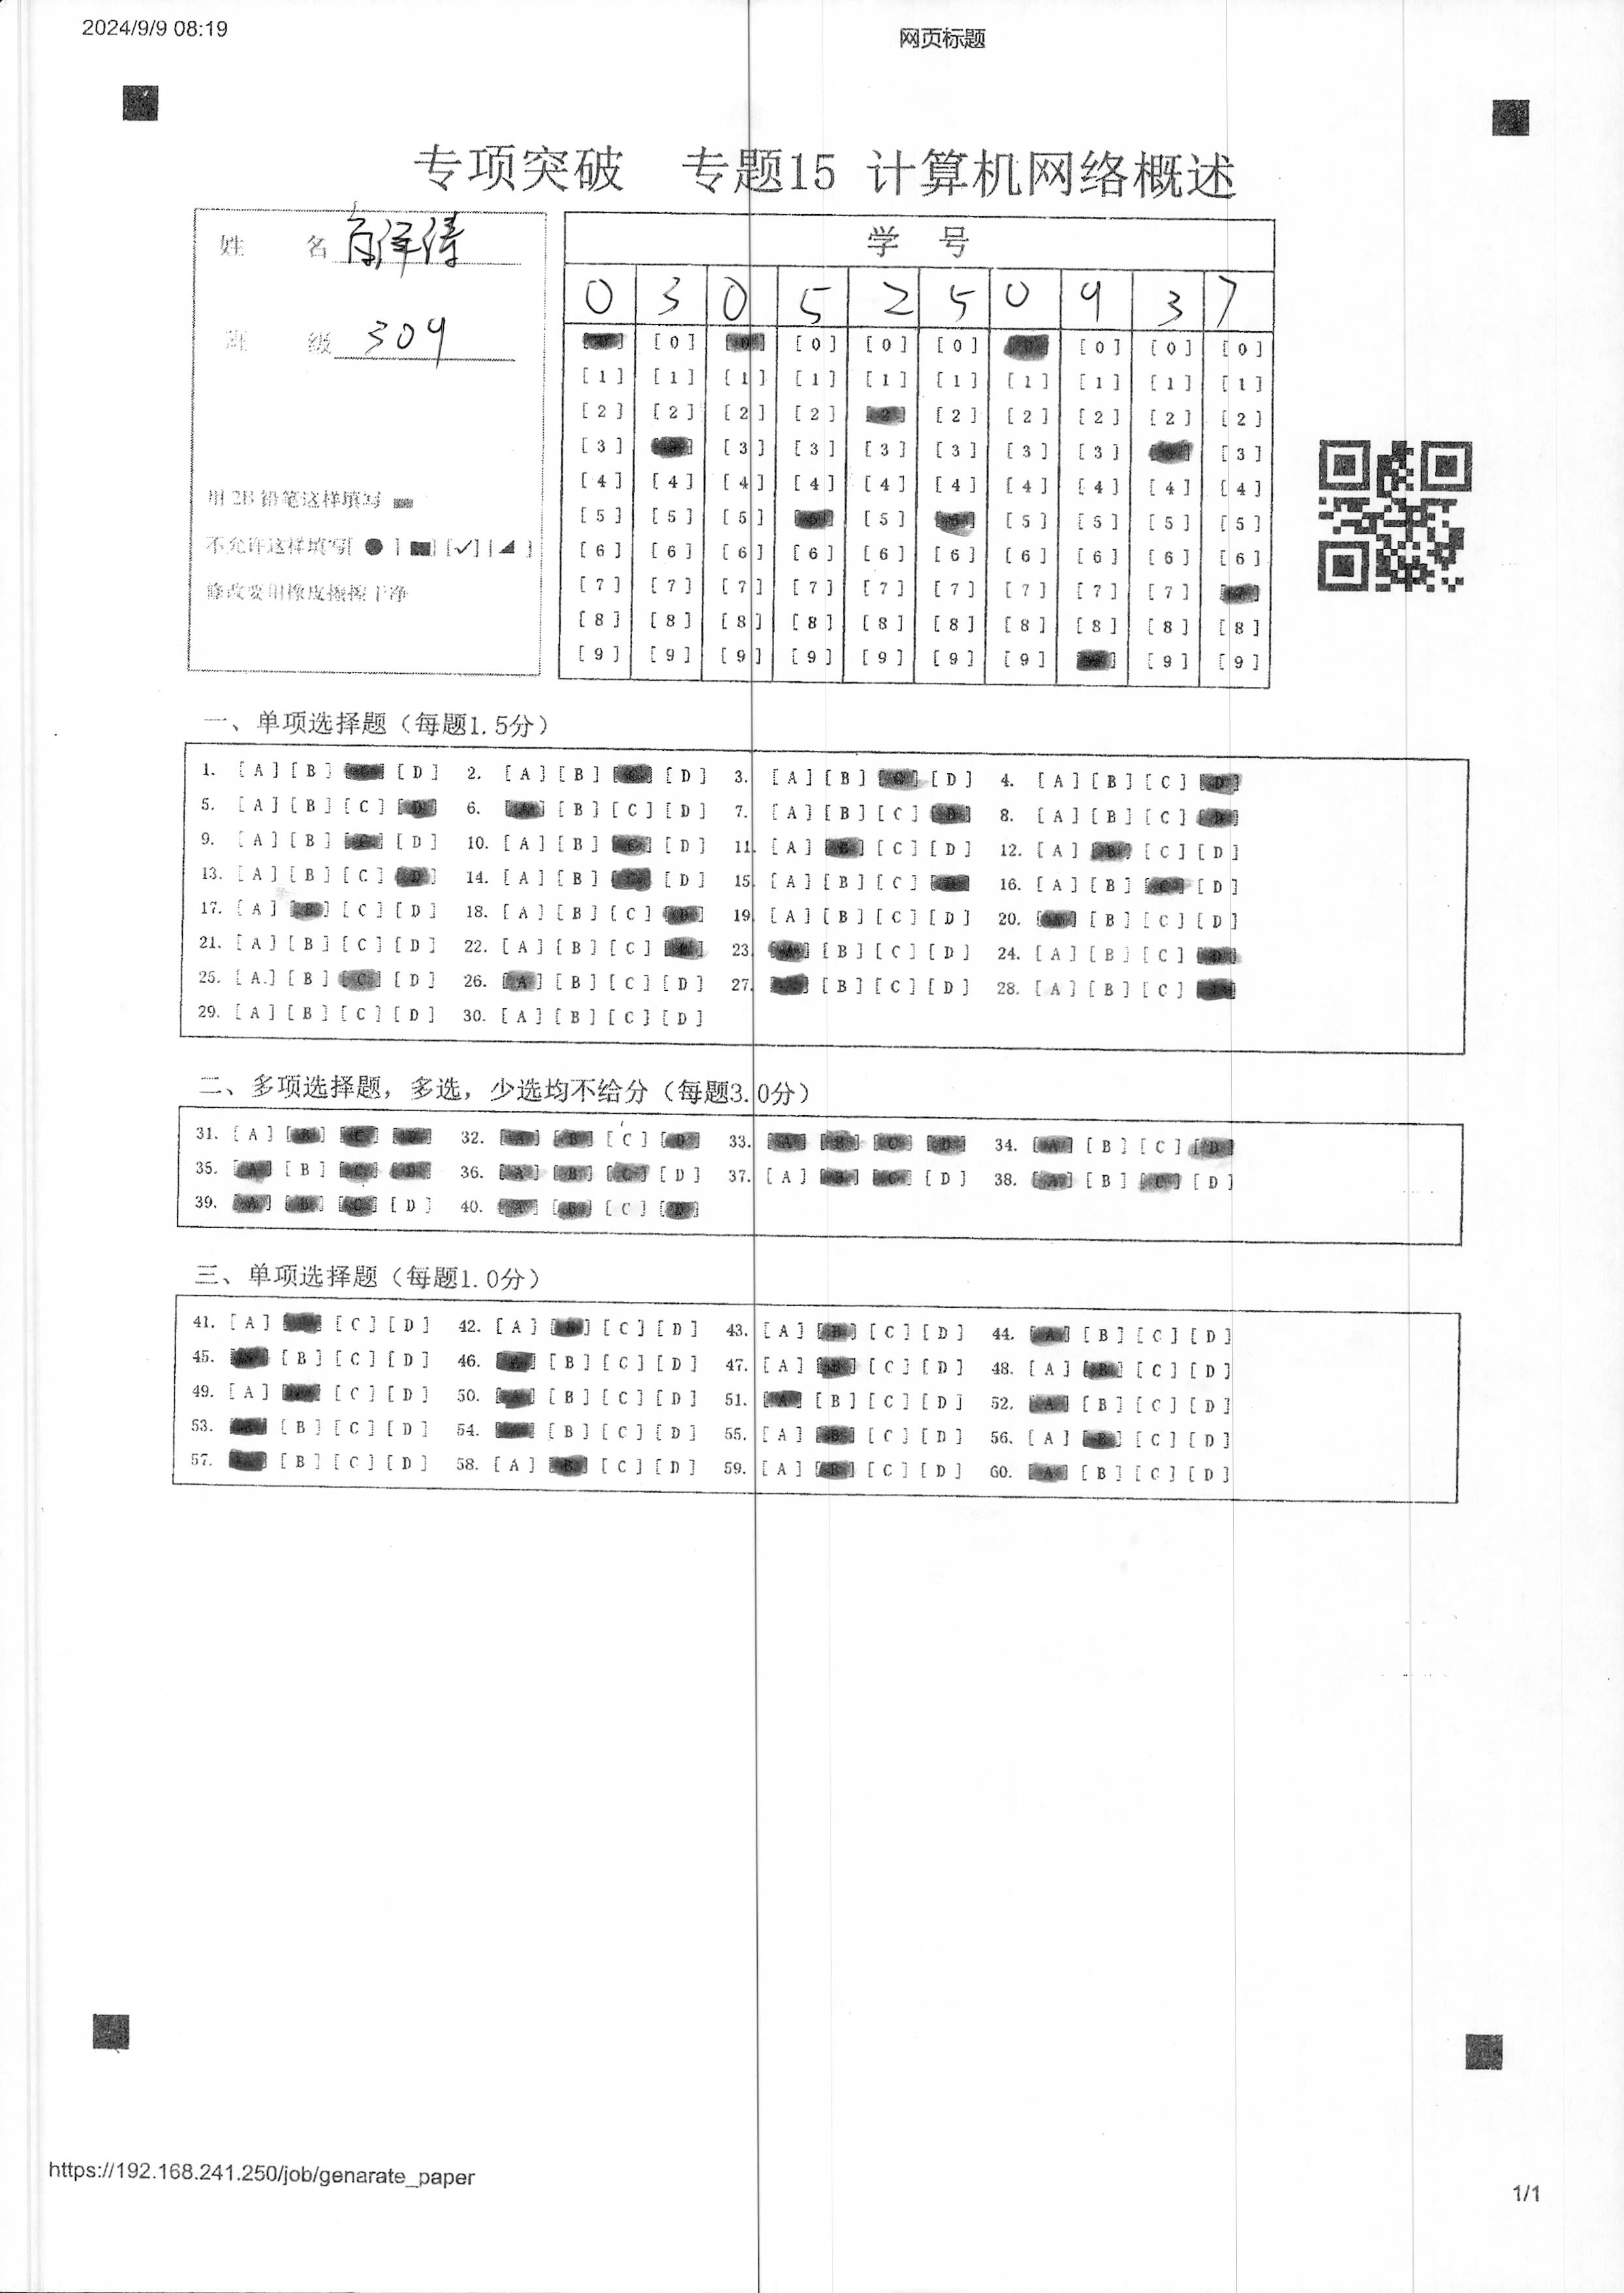 2024/9/9 08:19
网页标题
专项突破 专题15 计算机网络概述
姓 名
班 级 309
用2B铅笔这样填写
不允许这样填写[●] [■] [✓] [◢]
修改要用橡皮擦擦干净
学 号
0 3 0 5 2 5 0 9 3 7
[0] [0] [0] [0] [0] [0] [0]
[1] [1] [1] [1] [1] [1] [1] [1] [1] [1]
[2] [2] [2] [2] [2] [2] [2] [2] [2] [2]
[3] [3] [3] [3] [3] [3] [3] [3]
[4] [4] [4] [4] [4] [4] [4] [4] [4] [4]
[5] [5] [5] [5] [5] [5] [5] [5]
[6] [6] [6] [6] [6] [6] [6] [6] [6] [6]
[7] [7] [7] [7] [7] [7] [7] [7] [7]
[8] [8] [8] [8] [8] [8] [8] [8] [8] [8]
[9] [9] [9] [9] [9] [9] [9] [9] [9]
一、单项选择题（每题1.5分）
1. [A] [B] [D] 2. [A] [B] [C] [D] 3. [A] [B] [C] [D] 4. [A] [B] [C] [D]
5. [A] [B] [C] [D] 6. [B] [C] [D] 7. [A] [B] [C] [D] 8. [A] [B] [C] [D]
9. [A] [B] [C] [D] 10. [A] [B] [C] [D] 11. [A] [B] [C] [D] 12. [A] [B] [C] [D]
13. [A] [B] [C] [D] 14. [A] [B] [C] [D] 15. [A] [B] [C] 16. [A] [B] [C] [D]
17. [A] [B] [C] [D] 18. [A] [B] [C] [D] 19. [A] [B] [C] [D] 20. [B] [C] [D]
21. [A] [B] [C] [D] 22. [A] [B] [C] [D] 23. [A] [B] [C] [D] 24. [A] [B] [C] [D]
25. [A] [B] [C] [D] 26. [A] [B] [C] [D] 27. [B] [C] [D] 28. [A] [B] [C]
29. [A] [B] [C] [D] 30. [A] [B] [C] [D]
二、多项选择题，多选，少选均不给分（每题3.0分）
31. [A] [B] [C] [D] 32. [A] [B] [C] [D] 33. [A] [B] [C] [D] 34. [A] [B] [C] [D]
35. [A] [B] [C] [D] 36. [A] [B] [C] [D] 37. [A] [B] [C] [D] 38. [A] [B] [C] [D]
39. [A] [B] [C] [D] 40. [A] [B] [C] [D]
三、单项选择题（每题1.0分）
41. [A] [C] [D] 42. [A] [B] [C] [D] 43. [A] [B] [C] [D] 44. [A] [B] [C] [D]
45. [B] [C] [D] 46. [A] [B] [C] [D] 47. [A] [B] [C] [D] 48. [A] [B] [C] [D]
49. [A] [C] [D] 50. [A] [B] [C] [D] 51. [A] [B] [C] [D] 52. [A] [B] [C] [D]
53. [B] [C] [D] 54. [B] [C] [D] 55. [A] [B] [C] [D] 56. [A] [B] [C] [D]
57. [B] [C] [D] 58. [A] [B] [C] [D] 59. [A] [B] [C] [D] 60. [A] [B] [C] [D]
https://192.168.241.250/job/genarate_paper
1/1